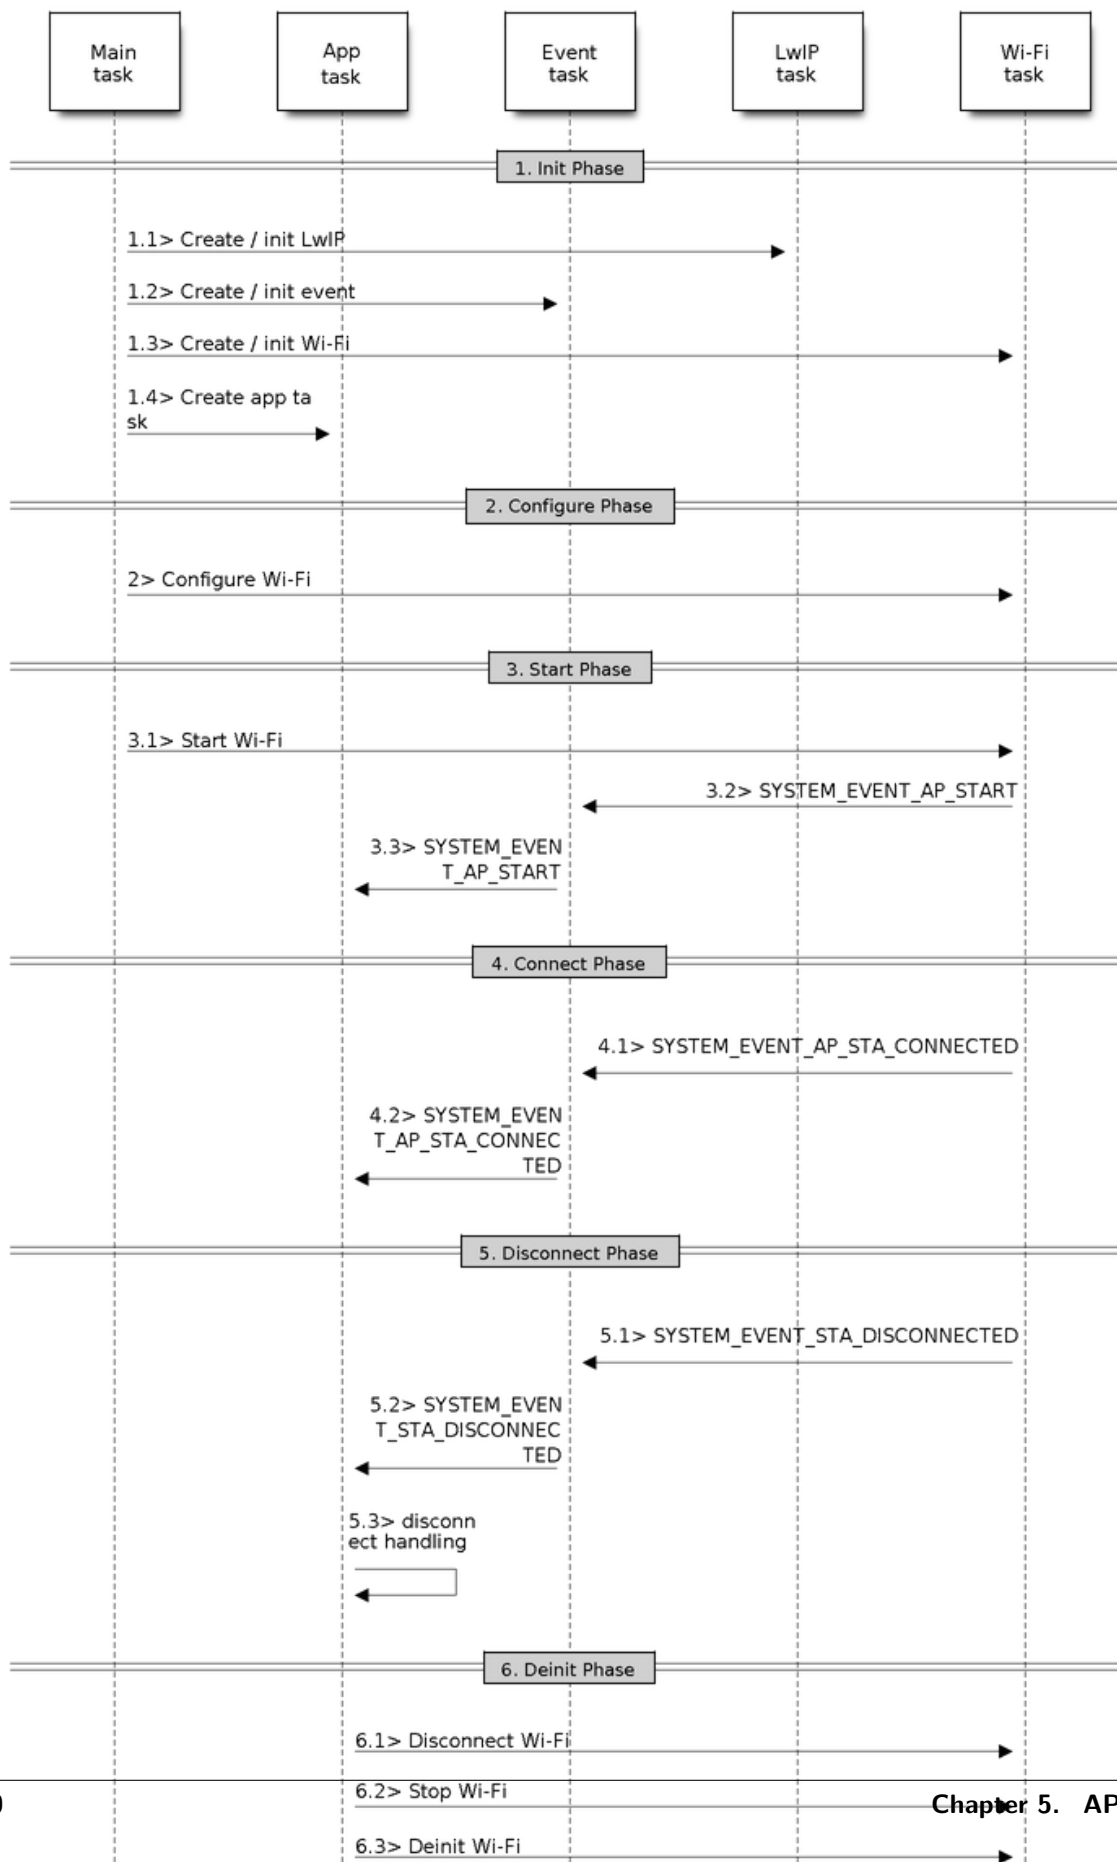 Main
task
App
task
Event
task
LwIP
task
Wi-Fi
task
1. Init Phase
1.1> Create / init LwIP
1.2> Create / init event
1.3> Create / init Wi-Fi
1.4> Create app ta
sk
2. Configure Phase
2> Configure Wi-Fi
3. Start Phase
3.1> Start Wi-Fi
3.2> SYSTEM_EVENT_AP_START
3.3> SYSTEM_EVEN
T_AP_START
4. Connect Phase
4.1> SYSTEM_EVENT_AP_STA_CONNECTED
4.2> SYSTEM_EVEN
T_AP_STA_CONNEC
TED
5. Disconnect Phase
5.1> SYSTEM_EVENT_STA_DISCONNECTED
5.2> SYSTEM_EVEN
T_STA_DISCONNEC
TED
5.3> disconn
ect handling
6. Deinit Phase
6.1> Disconnect Wi-Fi
6.2> Stop Wi-Fi
Chapter 5. AP
6.3> Deinit Wi-Fi